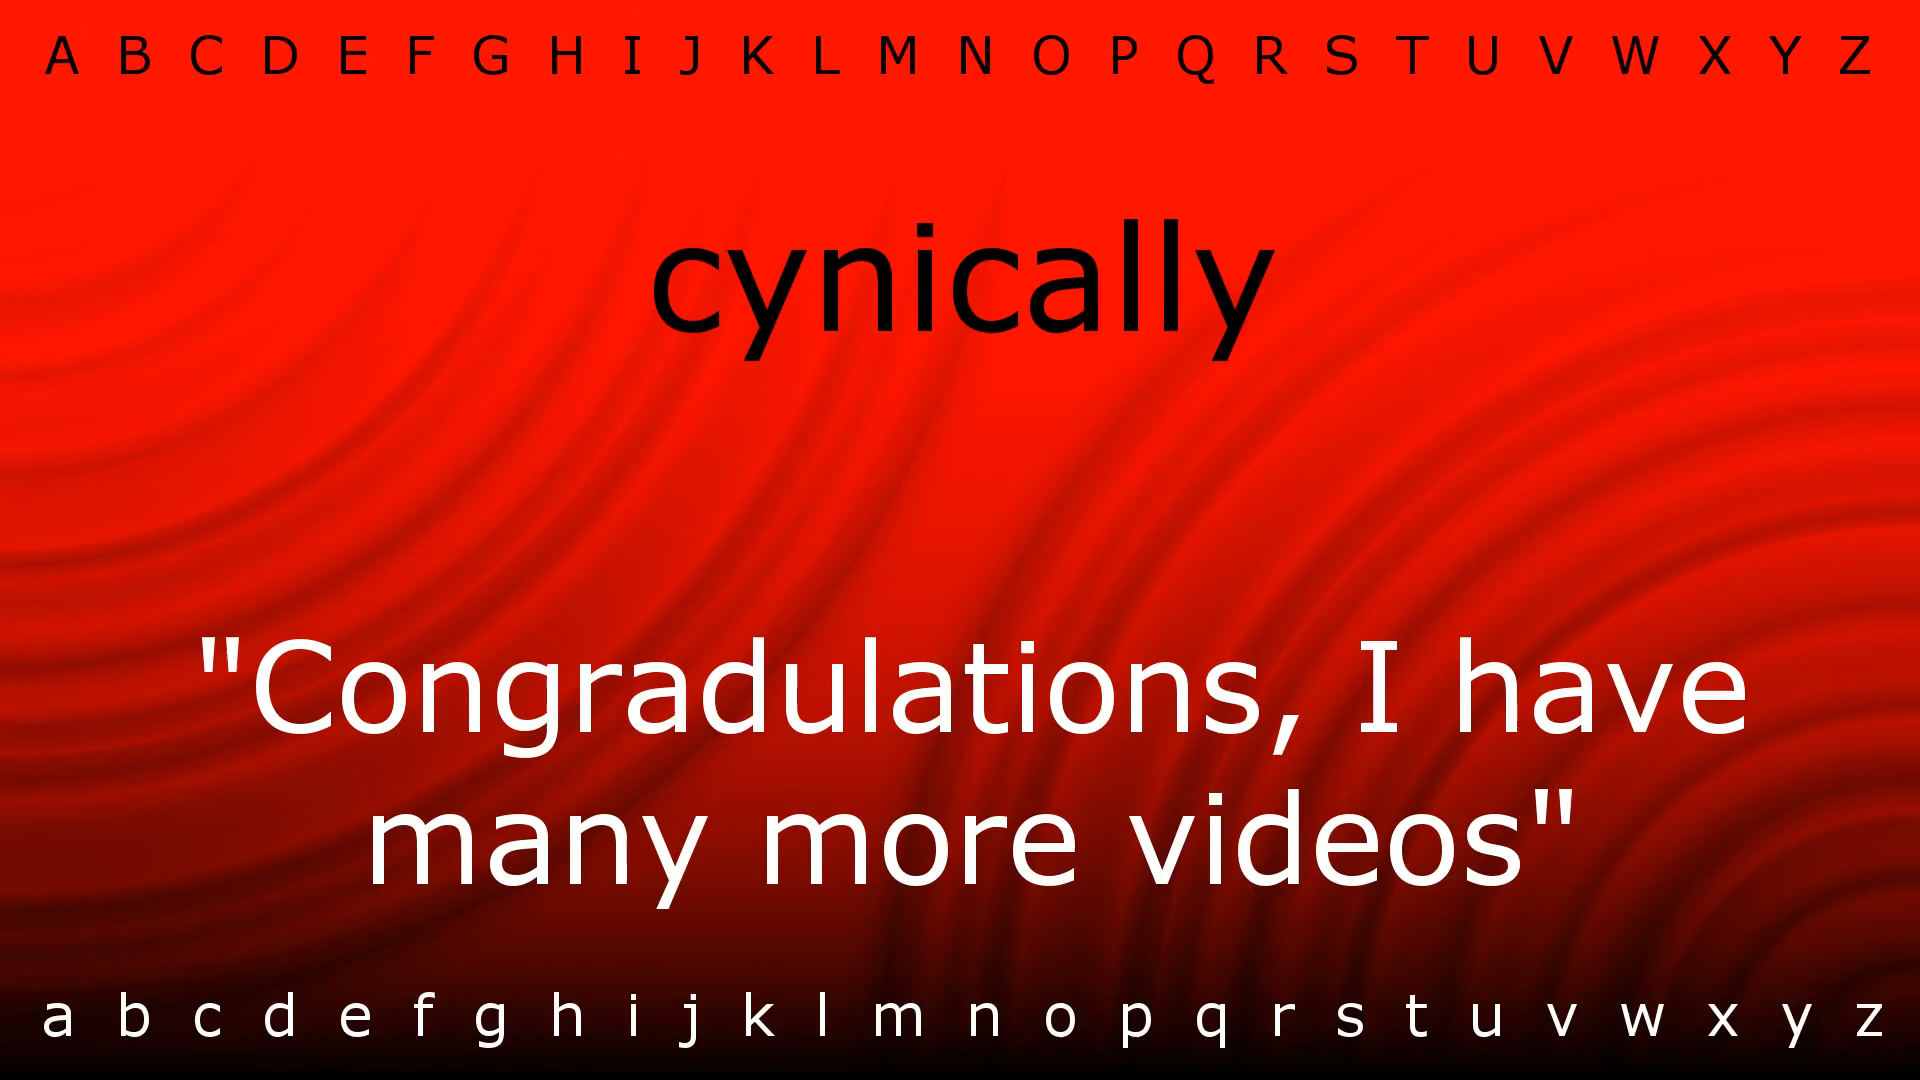 A B C D E F G H I J K L M N O P Q R S T U V W X Y Z
cynically
"Congradulations, I have
many more videos"
a b c d e f g h i j k l m n o p q r s t u v w x y z